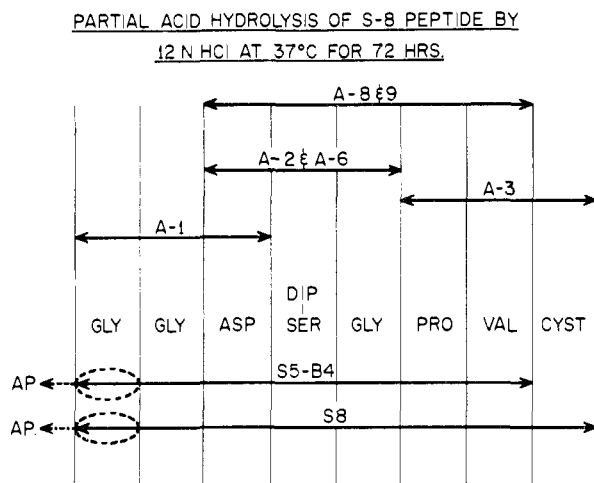 PARTIAL ACID HYDROLYSIS OF S-8 PEPTIDE BY
12 N HCl AT 37°C FOR 72 HRS.
A-8 & 9
A-2 & A-6
A-3
A-1
DIP
GLY GLY ASP SER GLY PRO VAL CYST
AP S5-B4
AP. S8